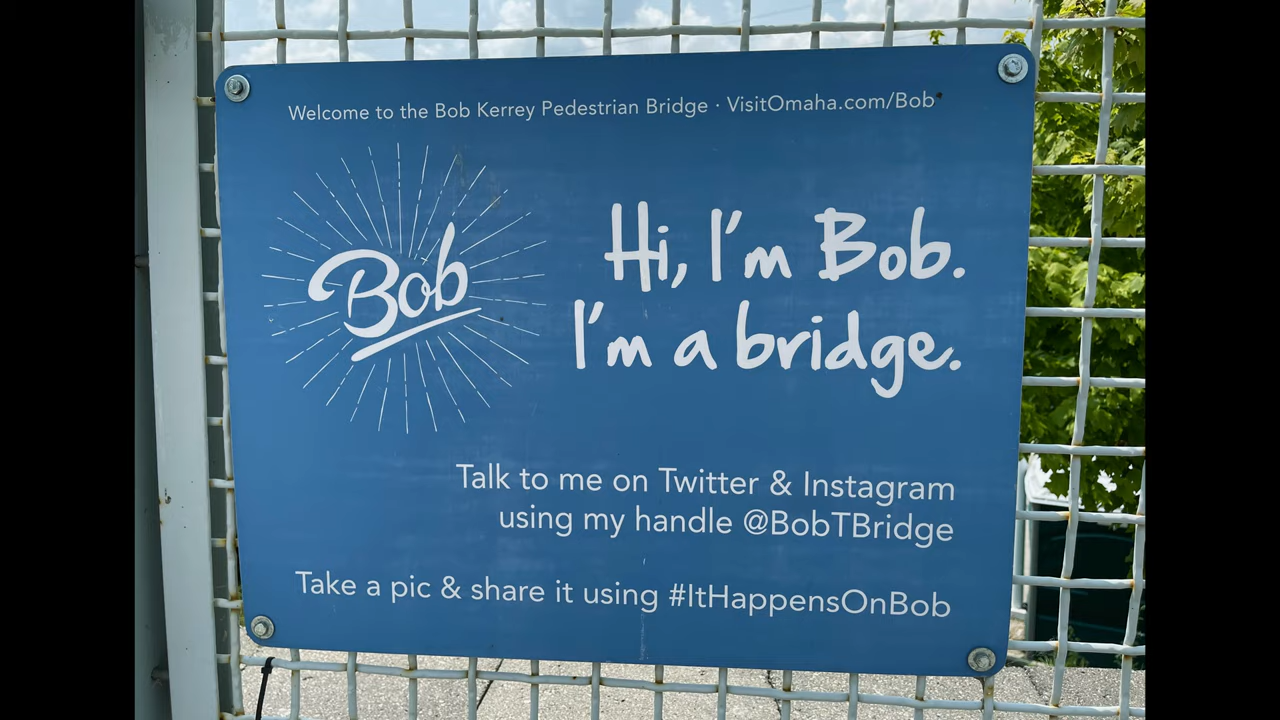 Welcome to the Bob Kerrey Pedestrian Bridge · VisitOmaha.com/Bob
Bob
Hi, I'm Bob.
I'm a bridge.
Talk to me on Twitter & Instagram
using my handle @BobTBridge
Take a pic & share it using #ItHappensOnBob